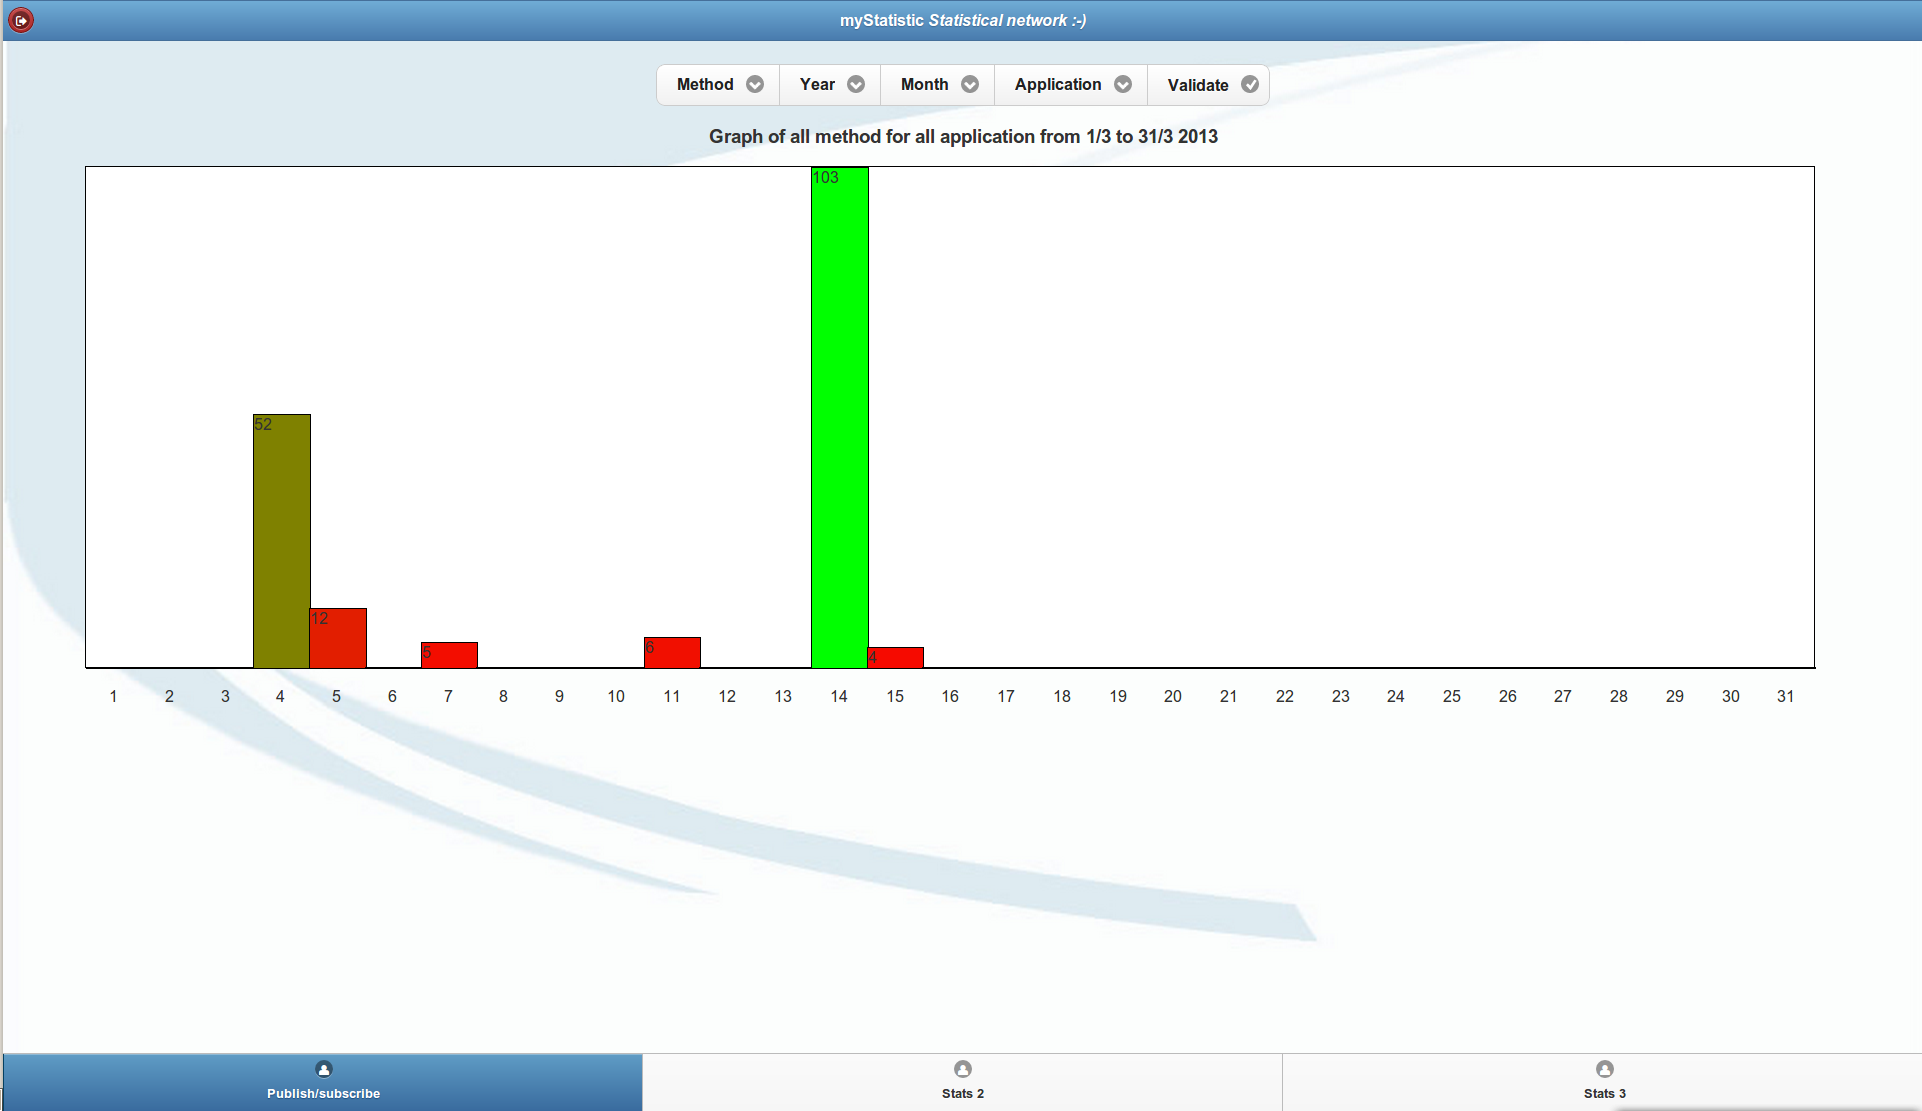 myStatistic Statistical network :-)
Method Year Month Application Validate
Graph of all method for all application from 1/3 to 31/3 2013
103
52
12
5
6
4
1 2 3 4 5 6 7 8 9 10 11 12 13 14 15 16 17 18 19 20 21 22 23 24 25 26 27 28 29 30 31
Publish/subscribe Stats 2 Stats 3